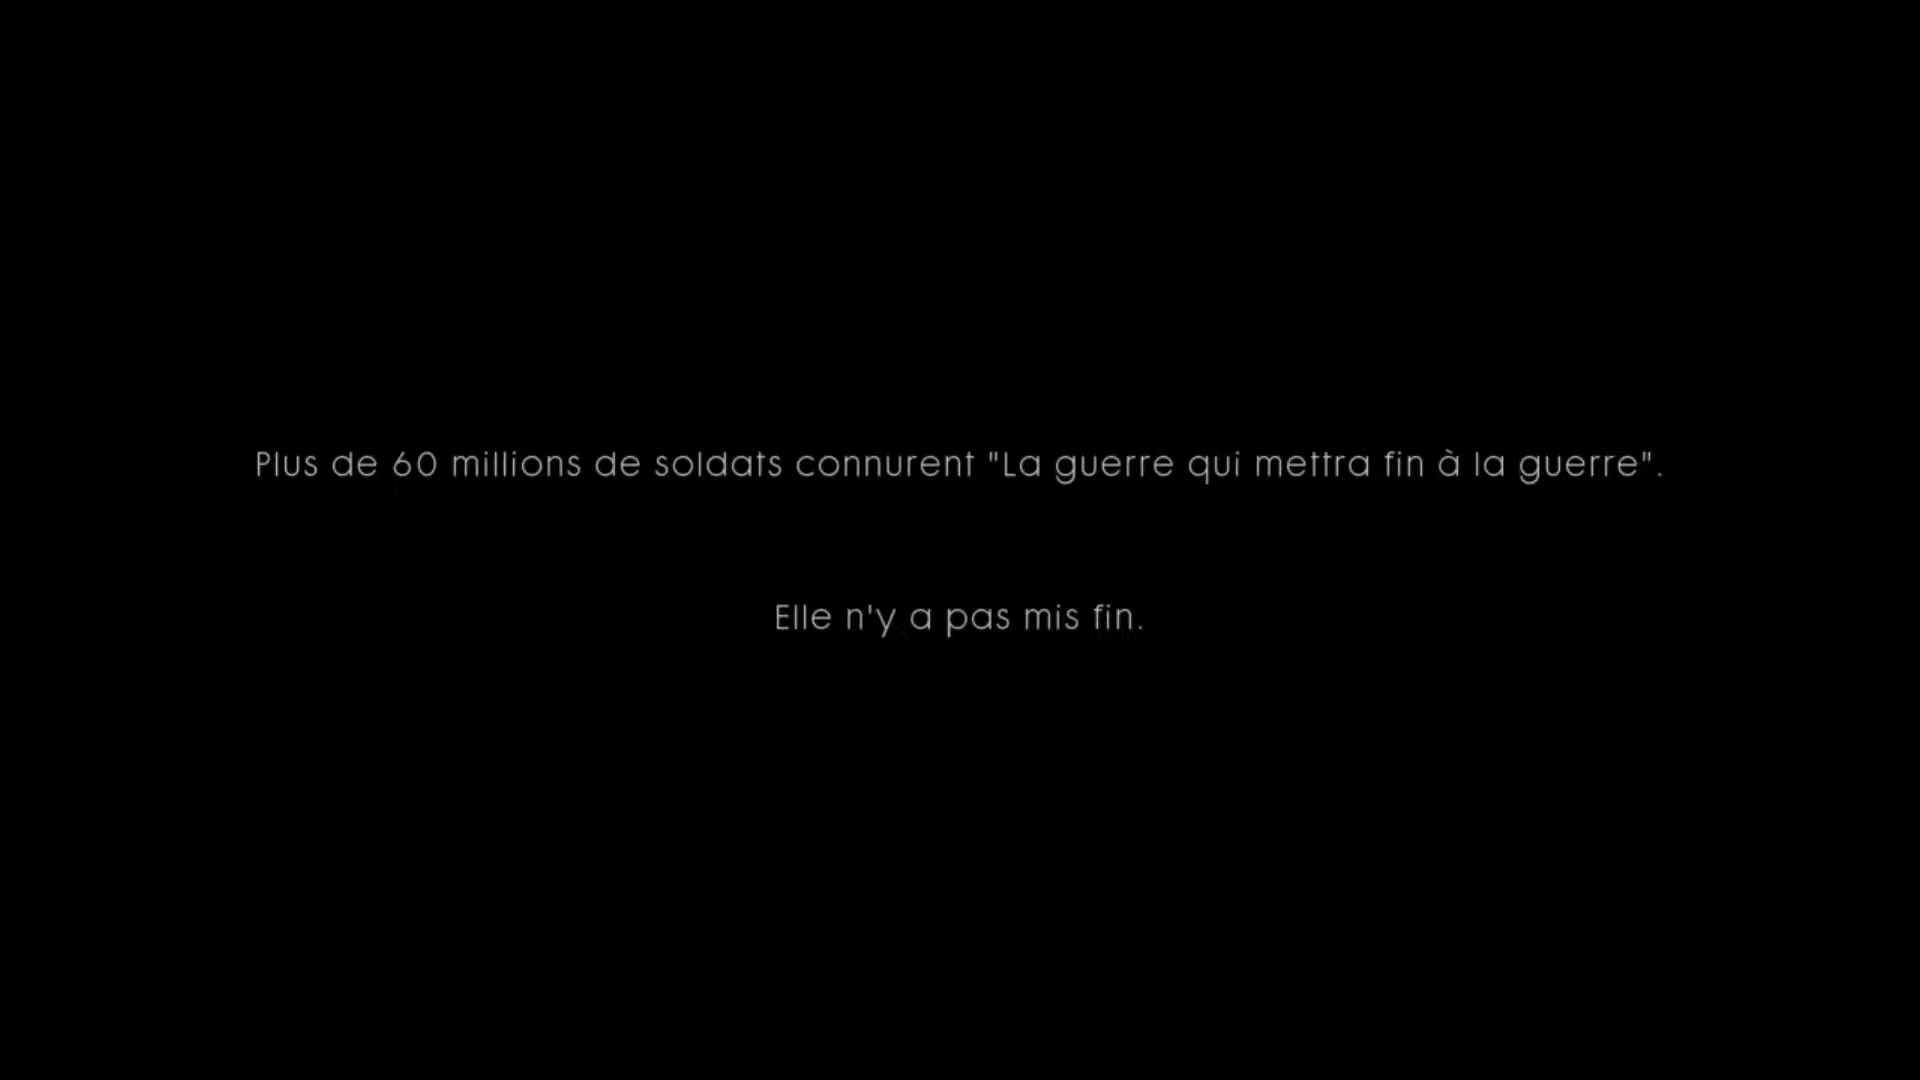 Plus de 60 millions de soldats connurent "La guerre qui mettra fin à la guerre".
Elle n'y a pas mis fin.